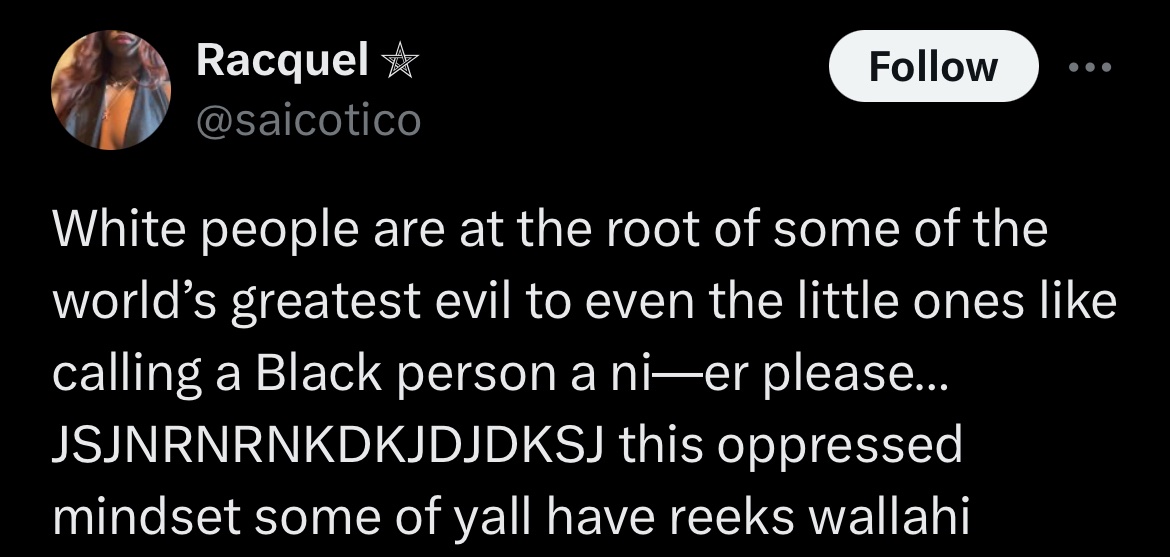 Racquel ⛤
@saicotico
Follow
White people are at the root of some of the
world’s greatest evil to even the little ones like
calling a Black person a ni—er please...
JSJNRNRNKDKJDJDKSJ this oppressed
mindset some of yall have reeks wallahi